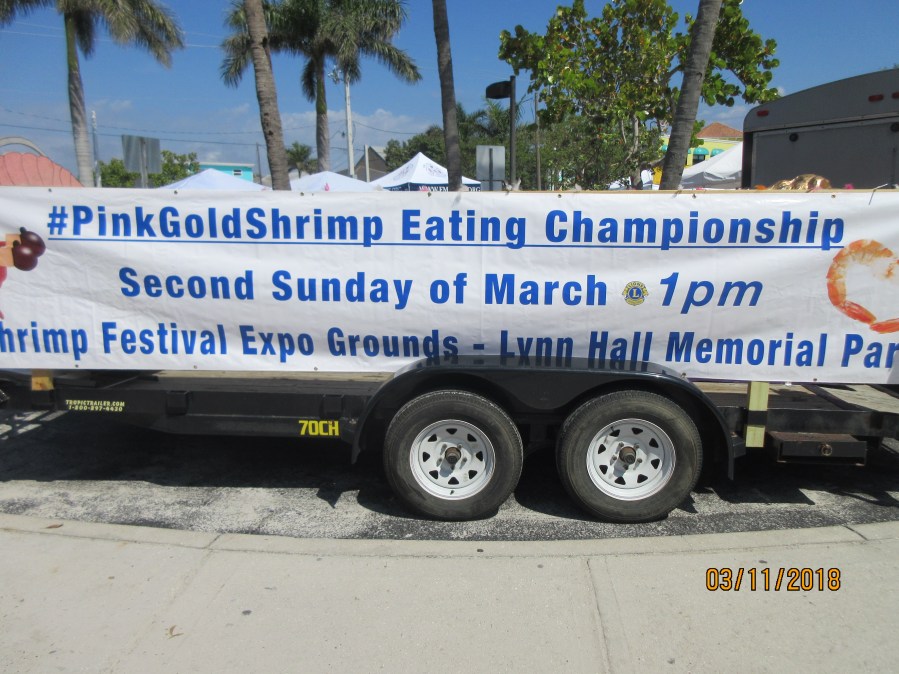 #PinkGoldShrimp Eating Championship
Second Sunday of March 1pm
hrimp Festival Expo Grounds - Lynn Hall Memorial Par
70CH
03/11/2018